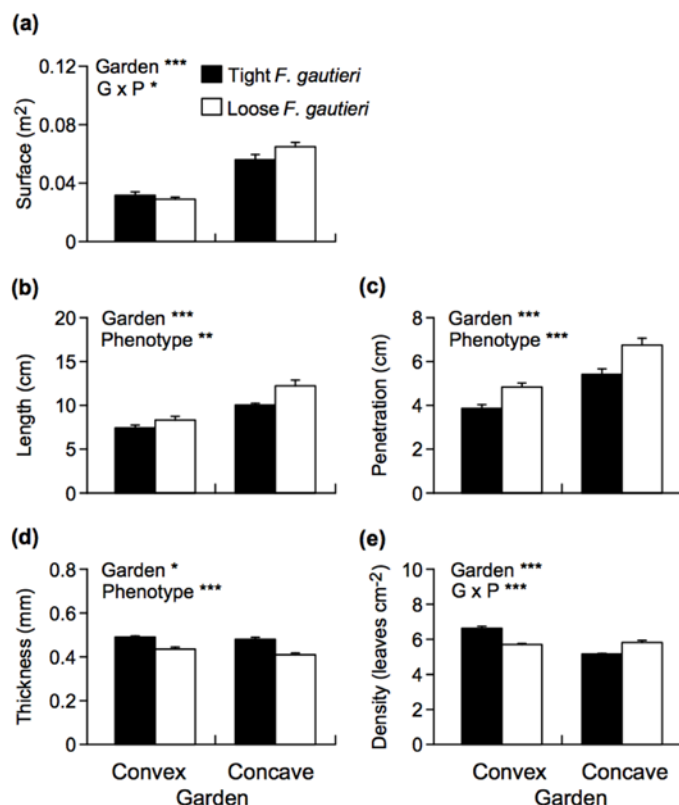 (a)
Surface (m²)
0.12
0.08
0.04
0
Garden ***
G x P *
Tight F. gautieri
Loose F. gautieri
(b)
Length (cm)
20
15
10
5
0
Garden ***
Phenotype **
(c)
Penetration (cm)
8
6
4
2
0
Garden ***
Phenotype ***
(d)
Thickness (mm)
0.8
0.6
0.4
0.2
0
Garden *
Phenotype ***
Convex Concave
Garden
(e)
Density (leaves cm⁻²)
10
8
6
4
2
0
Garden ***
G x P ***
Convex Concave
Garden